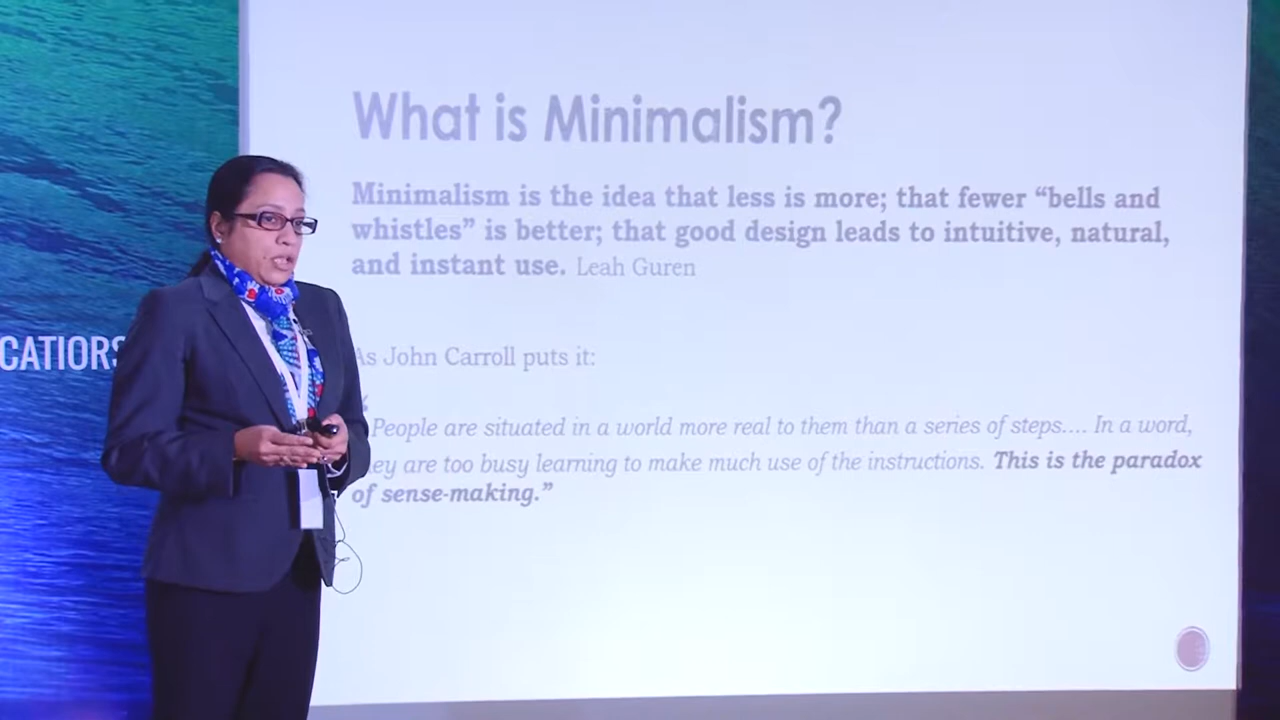 What is Minimalism?
Minimalism is the idea that less is more; that fewer “bells and
whistles” is better; that good design leads to intuitive, natural,
and instant use. Leah Guren
CATIORS
As John Carroll puts it:
People are situated in a world more real to them than a series of steps.... In a word,
ey are too busy learning to make much use of the instructions. This is the paradox
of sense-making.”